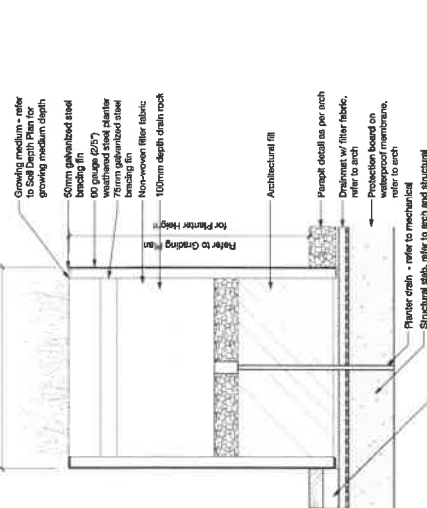 Growing medium - refer
to Soil Depth Plan for
growing medium depth
50mm galvanized steel
bracing fin
60 gauge (2/5")
weathered steel planter
75mm galvanized steel
bracing fin
Non-woven filter fabric
100mm depth drain rock
Refer to Grading Plan
for Planter Height
Architectural fill
Parapit detail as per arch
Drainmat w/ filter fabric,
refer to arch
Protection board on
waterproof membrane,
refer to arch
Planter drain - refer to mechanical
Structural slab, refer to arch and structural